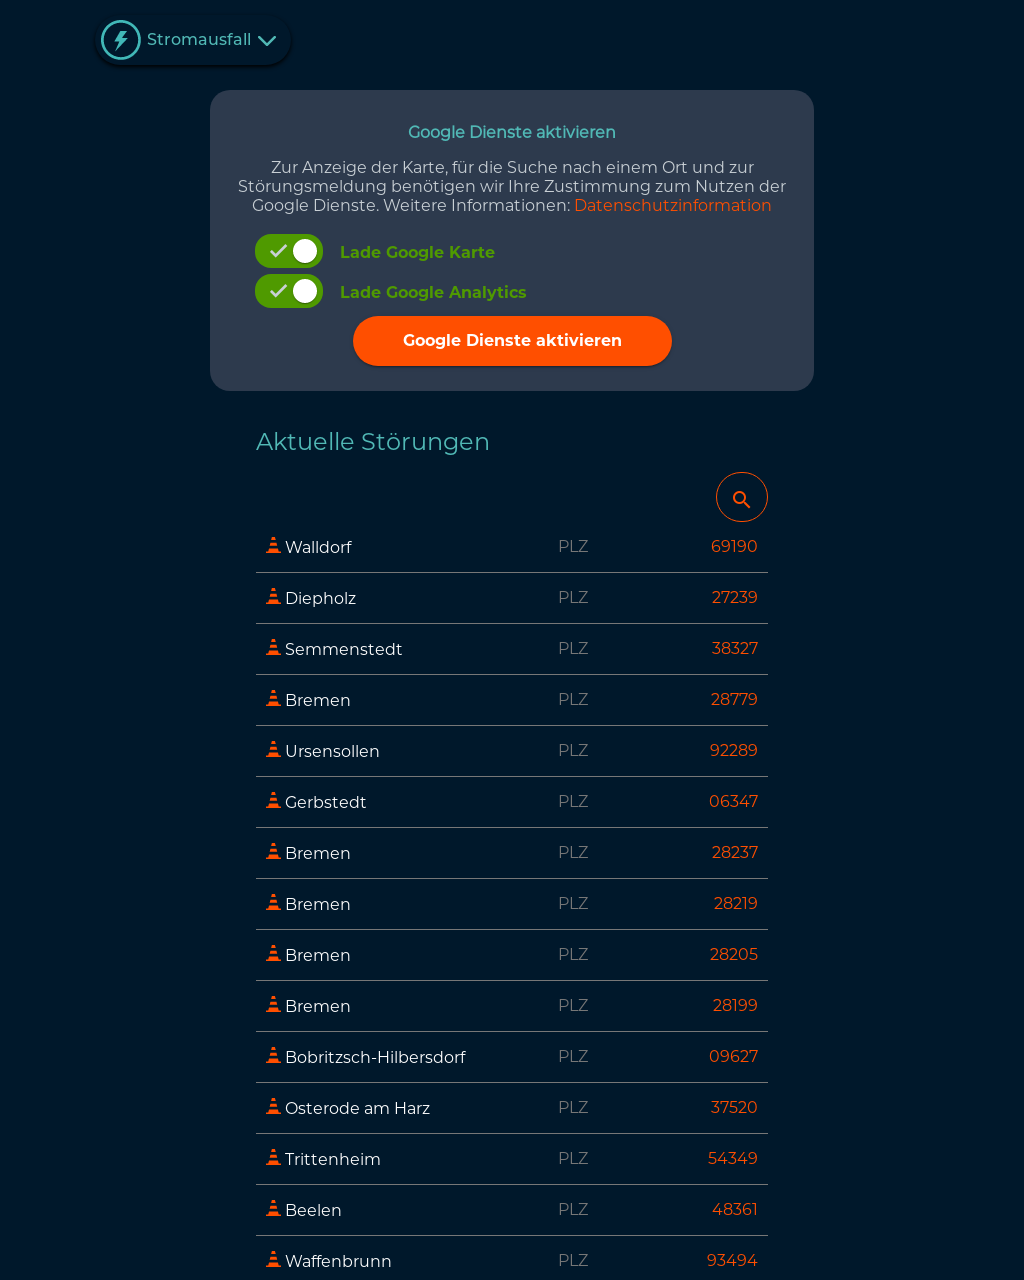 Stromausfall
Google Dienste aktivieren
Zur Anzeige der Karte, für die Suche nach einem Ort und zur
Störungsmeldung benötigen wir Ihre Zustimmung zum Nutzen der
Google Dienste. Weitere Informationen: Datenschutzinformation
Lade Google Karte
Lade Google Analytics
Google Dienste aktivieren
Aktuelle Störungen
Walldorf PLZ 69190
Diepholz PLZ 27239
Semmenstedt PLZ 38327
Bremen PLZ 28779
Ursensollen PLZ 92289
Gerbstedt PLZ 06347
Bremen PLZ 28237
Bremen PLZ 28219
Bremen PLZ 28205
Bremen PLZ 28199
Bobritzsch-Hilbersdorf PLZ 09627
Osterode am Harz PLZ 37520
Trittenheim PLZ 54349
Beelen PLZ 48361
Waffenbrunn PLZ 93494